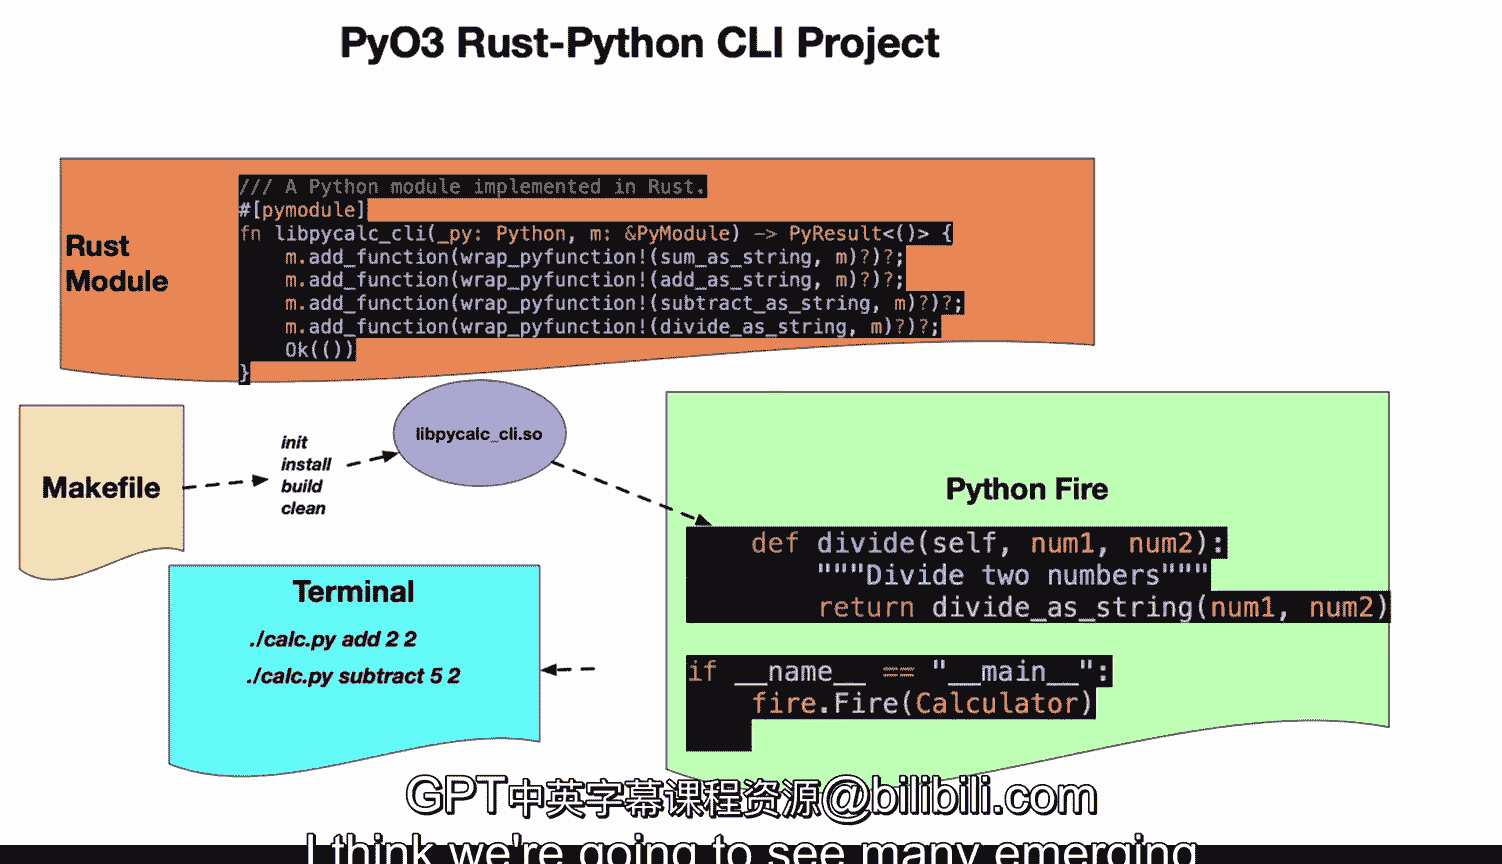 PyO3 Rust-Python CLI Project
Rust
Module
/// A Python module implemented in Rust.
#[pymodule]
fn libpycalc_cli(_py: Python, m: &PyModule) -> PyResult<()> {
    m.add_function(wrap_pyfunction!(sum_as_string, m)?)?;
    m.add_function(wrap_pyfunction!(add_as_string, m)?)?;
    m.add_function(wrap_pyfunction!(subtract_as_string, m)?)?;
    m.add_function(wrap_pyfunction!(divide_as_string, m)?)?;
    Ok(())
}
Makefile
init
install
build
clean
libpycalc_cli.so
Python Fire
def divide(self, num1, num2):
    """Divide two numbers"""
    return divide_as_string(num1, num2)
if __name__ == "__main__":
    fire.Fire(Calculator)
Terminal
./calc.py add 2 2
./calc.py subtract 5 2
GPT中英字幕课程资源@bilibili.com
I think we're going to see many emerging